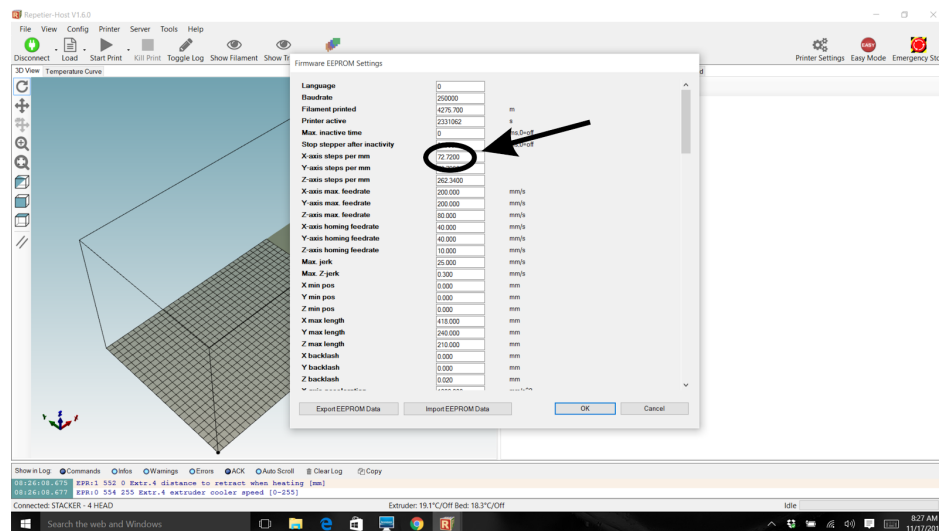 Repetier-Host V1.6.0
File View Config Printer Server Tools Help
Disconnect Load Start Print Kill Print Toggle Log Show Filament Show Tr Printer Settings Easy Mode Emergency Sto
EASY
3D View Temperature Curve
Firmware EEPROM Settings
Language 0
Baudrate 250000
Filament printed 4275.700 m
Printer active 2331062 s
Max. inactive time 0 ms,0=off
Stop stepper after inactivity
X-axis steps per mm 72.7200
Y-axis steps per mm
Z-axis steps per mm 262.3400
X-axis max. feedrate 200.000 mm/s
Y-axis max. feedrate 200.000 mm/s
Z-axis max. feedrate 80.000 mm/s
X-axis homing feedrate 40.000 mm/s
Y-axis homing feedrate 40.000 mm/s
Z-axis homing feedrate 10.000 mm/s
Max. jerk 25.000 mm/s
Max. Z-jerk 0.300 mm/s
X min pos 0.000 mm
Y min pos 0.000 mm
Z min pos 0.000 mm
X max length 418.000 mm
Y max length 240.000 mm
Z max length 210.000 mm
X backlash 0.000 mm
Y backlash 0.000 mm
Z backlash 0.020 mm
Export EEPROM Data Import EEPROM Data OK Cancel
Show in Log: Commands Infos Warnings Errors ACK Auto Scroll Clear Log Copy
08:26:08.675 EPR:1 552 0 Extr.4 distance to retract when heating [mm]
08:26:08.677 EPR:0 554 255 Extr.4 extruder cooler speed [0-255]
Connected: STACKER - 4 HEAD Extruder: 19.1°C/Off Bed: 18.3°C/Off Idle
Search the web and Windows
8:27 AM
11/17/201